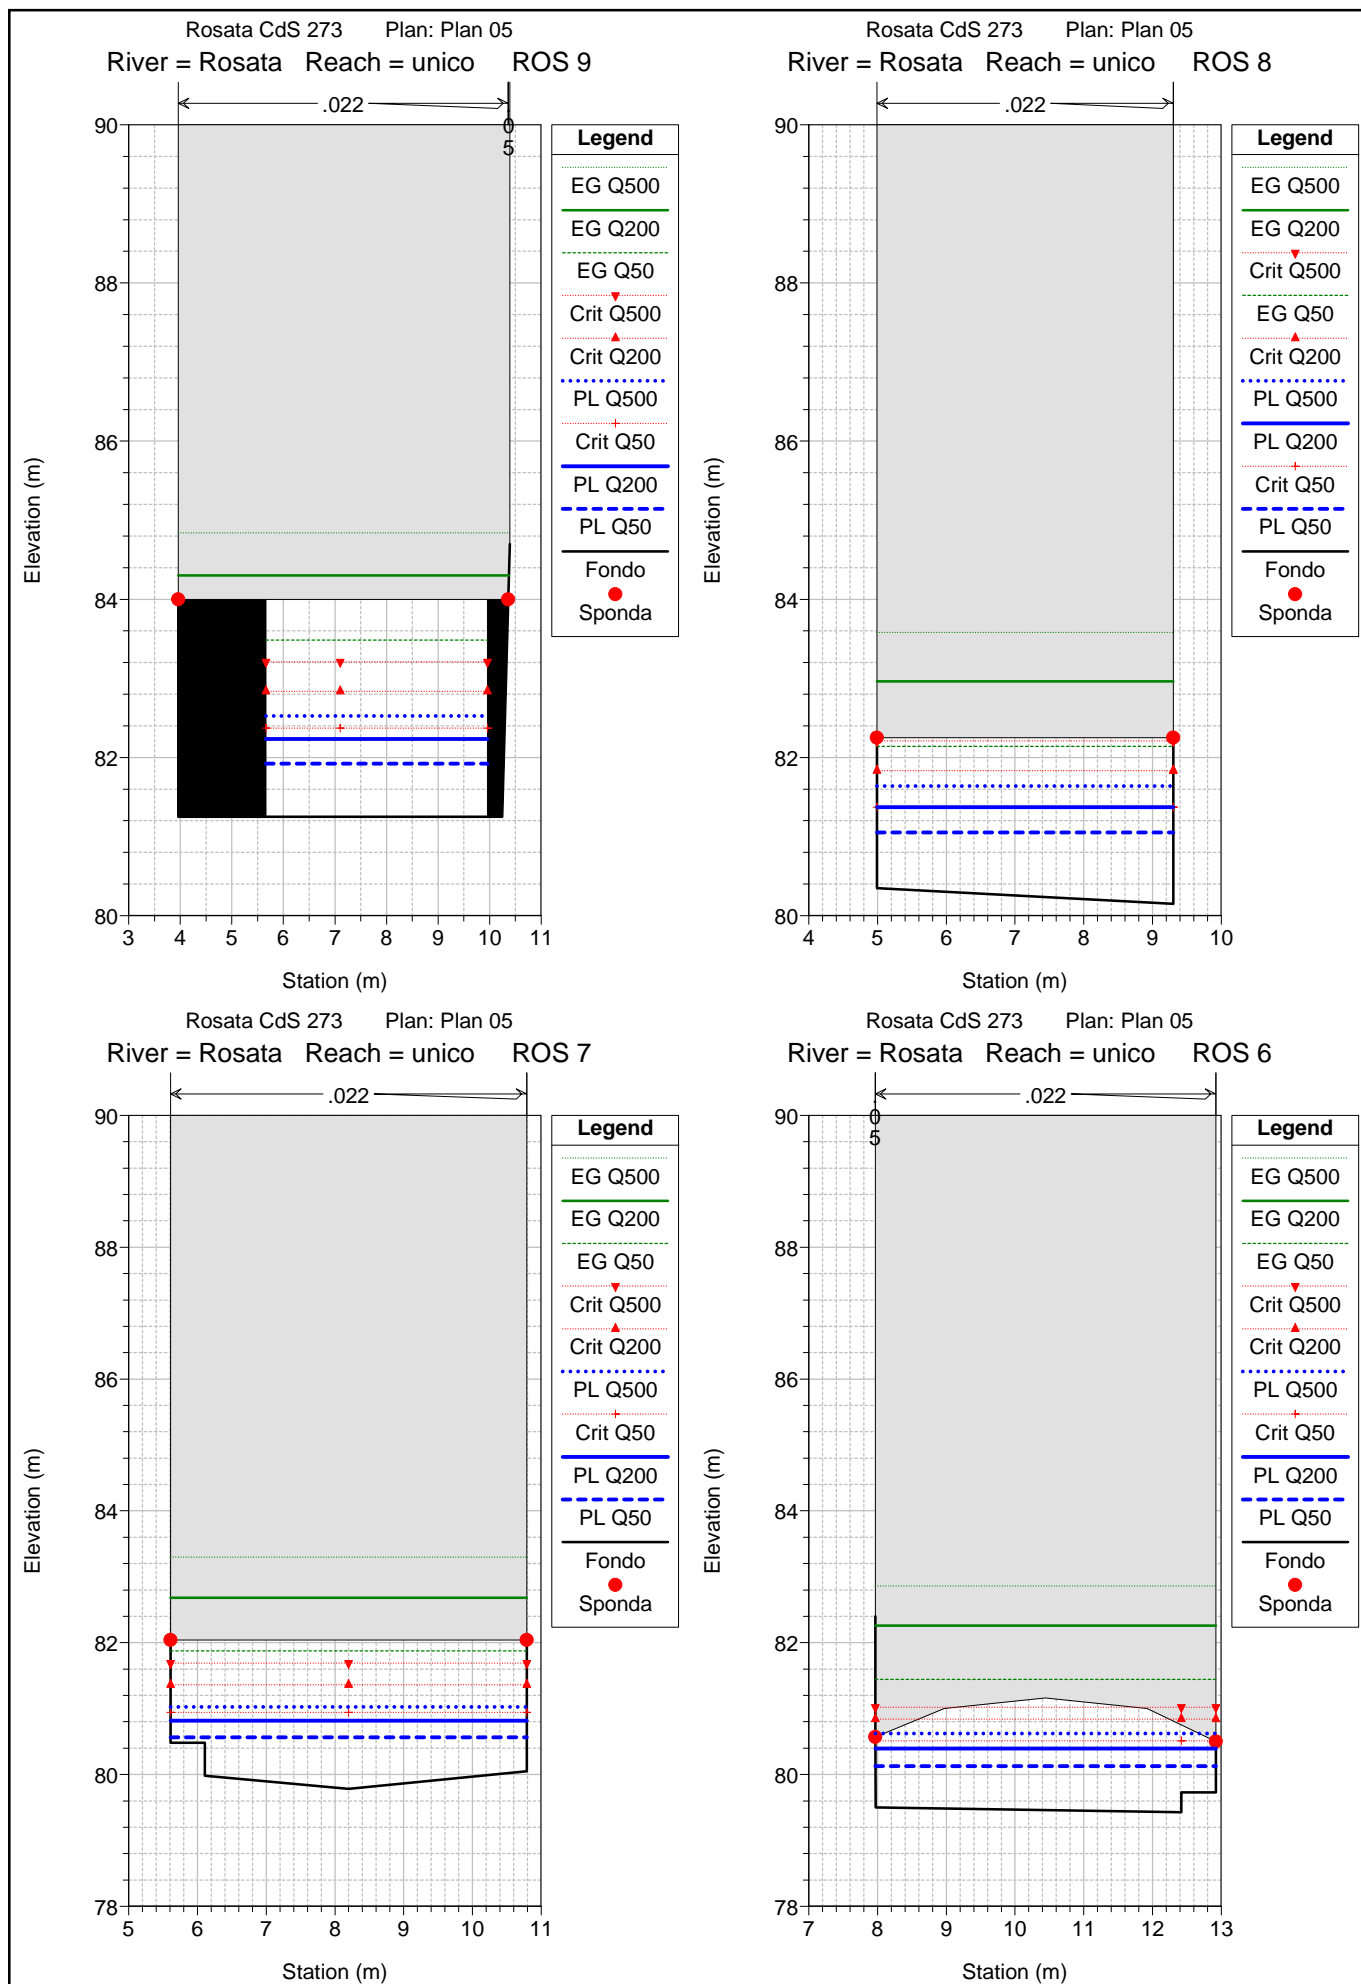 Rosata CdS 273 Plan: Plan 05
River = Rosata Reach = unico ROS 9
.022
.05
Legend
EG Q500
EG Q200
EG Q50
Crit Q500
Crit Q200
PL Q500
Crit Q50
PL Q200
PL Q50
Fondo
Sponda
90
88
86
84
82
80
3 4 5 6 7 8 9 10 11
Station (m)
Elevation (m)
Rosata CdS 273 Plan: Plan 05
River = Rosata Reach = unico ROS 8
.022
Legend
EG Q500
EG Q200
Crit Q500
EG Q50
Crit Q200
PL Q500
PL Q200
Crit Q50
PL Q50
Fondo
Sponda
90
88
86
84
82
80
4 5 6 7 8 9 10
Station (m)
Elevation (m)
Rosata CdS 273 Plan: Plan 05
River = Rosata Reach = unico ROS 7
.022
Legend
EG Q500
EG Q200
EG Q50
Crit Q500
Crit Q200
PL Q500
Crit Q50
PL Q200
PL Q50
Fondo
Sponda
90
88
86
84
82
80
78
5 6 7 8 9 10 11
Station (m)
Elevation (m)
Rosata CdS 273 Plan: Plan 05
River = Rosata Reach = unico ROS 6
.022
.05
Legend
EG Q500
EG Q200
EG Q50
Crit Q500
Crit Q200
PL Q500
Crit Q50
PL Q200
PL Q50
Fondo
Sponda
90
88
86
84
82
80
78
7 8 9 10 11 12 13
Station (m)
Elevation (m)